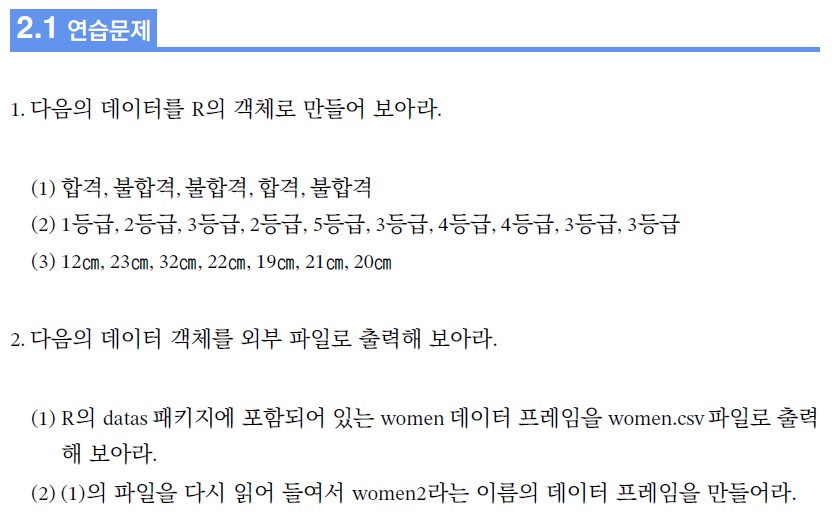 2.1 연습문제
1. 다음의 데이터를 R의 객체로 만들어 보아라.
(1) 합격, 불합격, 불합격, 합격, 불합격
(2) 1등급, 2등급, 3등급, 2등급, 5등급, 3등급, 4등급, 4등급, 3등급, 3등급
(3) 12㎝, 23㎝, 32㎝, 22㎝, 19㎝, 21㎝, 20㎝
2. 다음의 데이터 객체를 외부 파일로 출력해 보아라.
(1) R의 datas 패키지에 포함되어 있는 women 데이터 프레임을 women.csv 파일로 출력
해 보아라.
(2) (1)의 파일을 다시 읽어 들여서 women2라는 이름의 데이터 프레임을 만들어라.